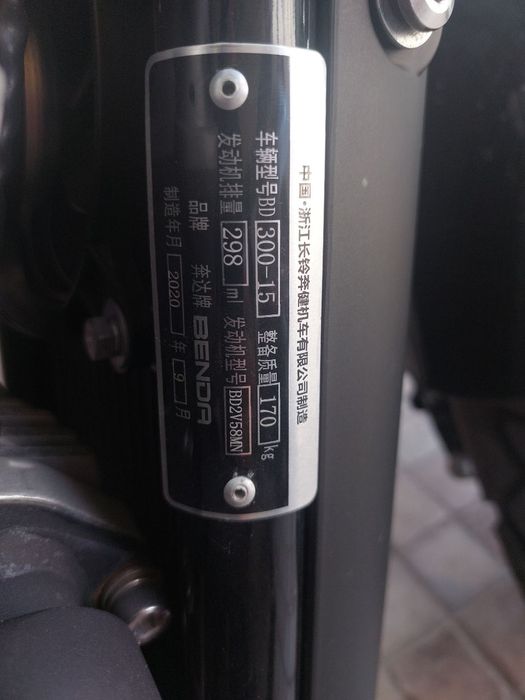 中国·浙江长铃奔健机车有限公司制造
车辆型号BD 300-15 整备质量 170 kg
发动机排量 298 ml 发动机型号 BD2V58MN
品牌 奔达牌 BENDA
制造年月 2020 年 9 月